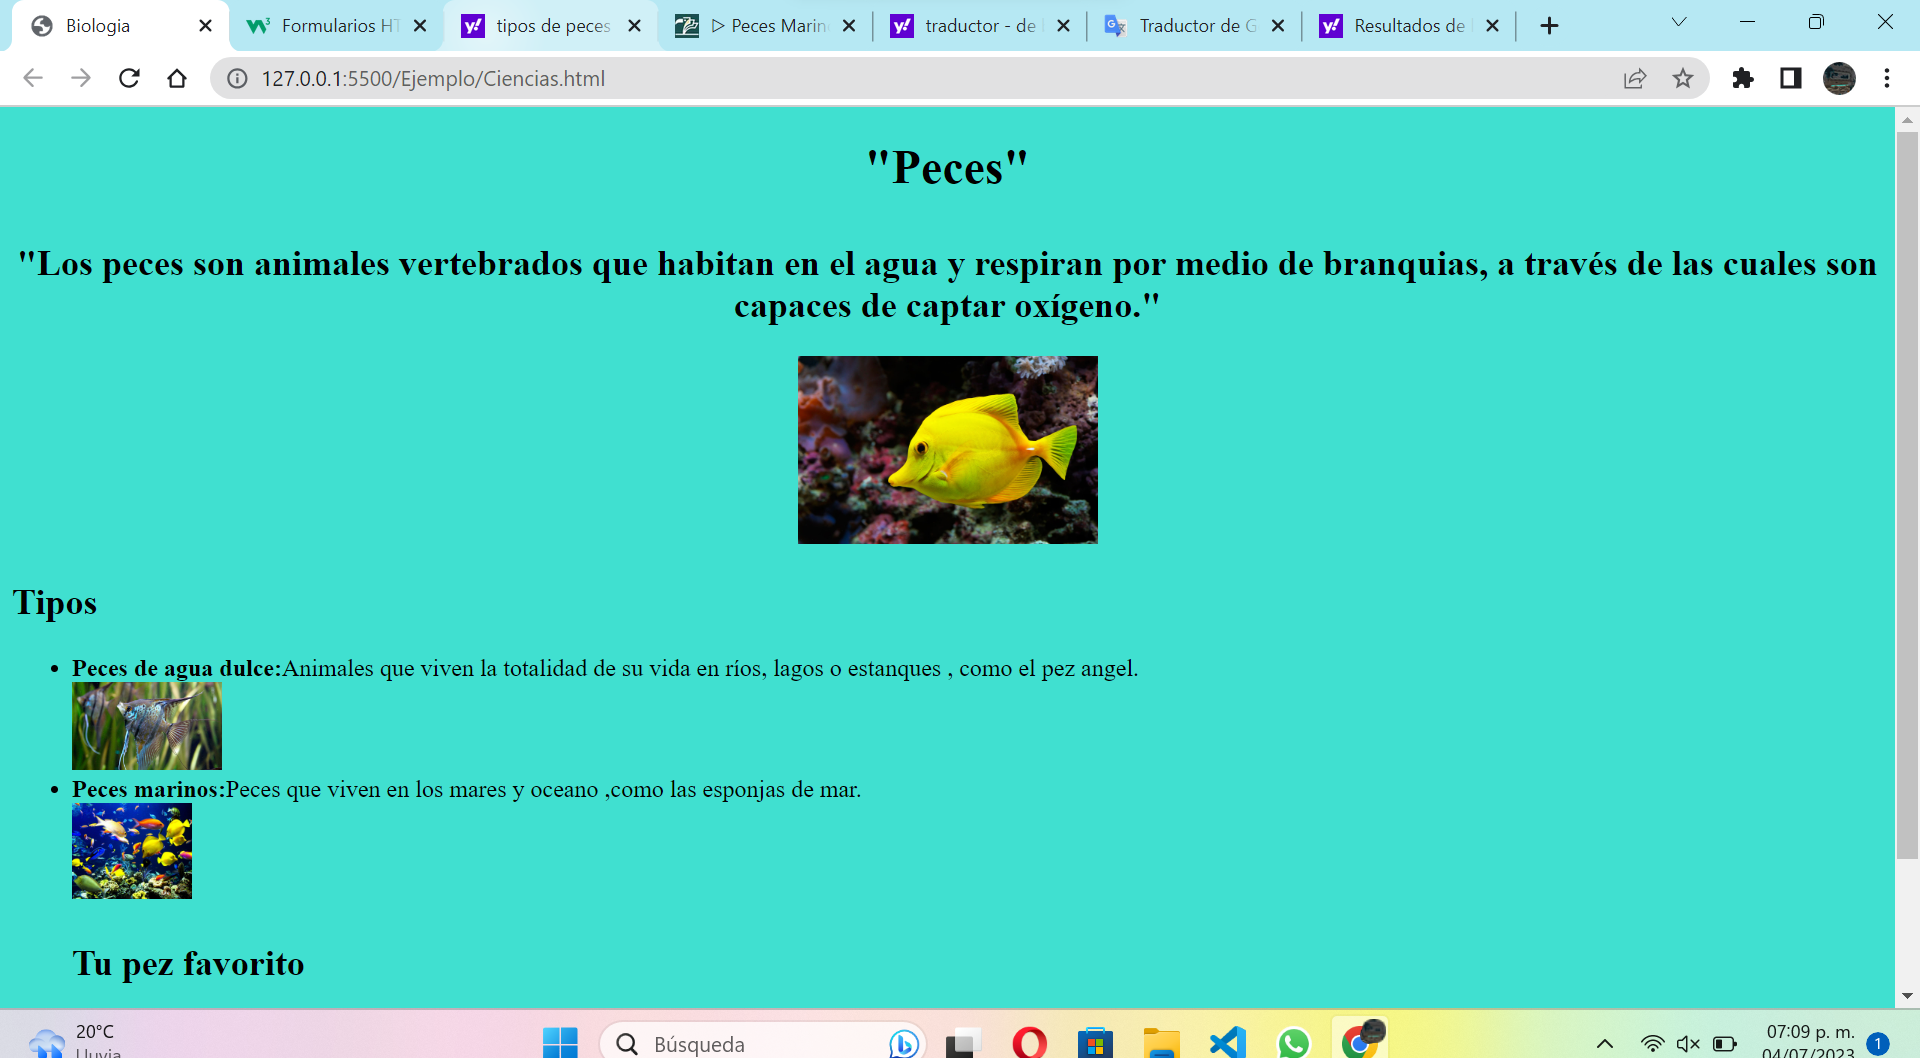 Biologia
Formularios HT
tipos de peces
▷ Peces Marin
traductor - de
Traductor de G
Resultados de
127.0.0.1:5500/Ejemplo/Ciencias.html
"Peces"
"Los peces son animales vertebrados que habitan en el agua y respiran por medio de branquias, a través de las cuales son
capaces de captar oxígeno."
Tipos
Peces de agua dulce:Animales que viven la totalidad de su vida en ríos, lagos o estanques , como el pez angel.
Peces marinos:Peces que viven en los mares y oceano ,como las esponjas de mar.
Tu pez favorito
20°C
Lluvia
Búsqueda
07:09 p. m.
04/07/2023
1